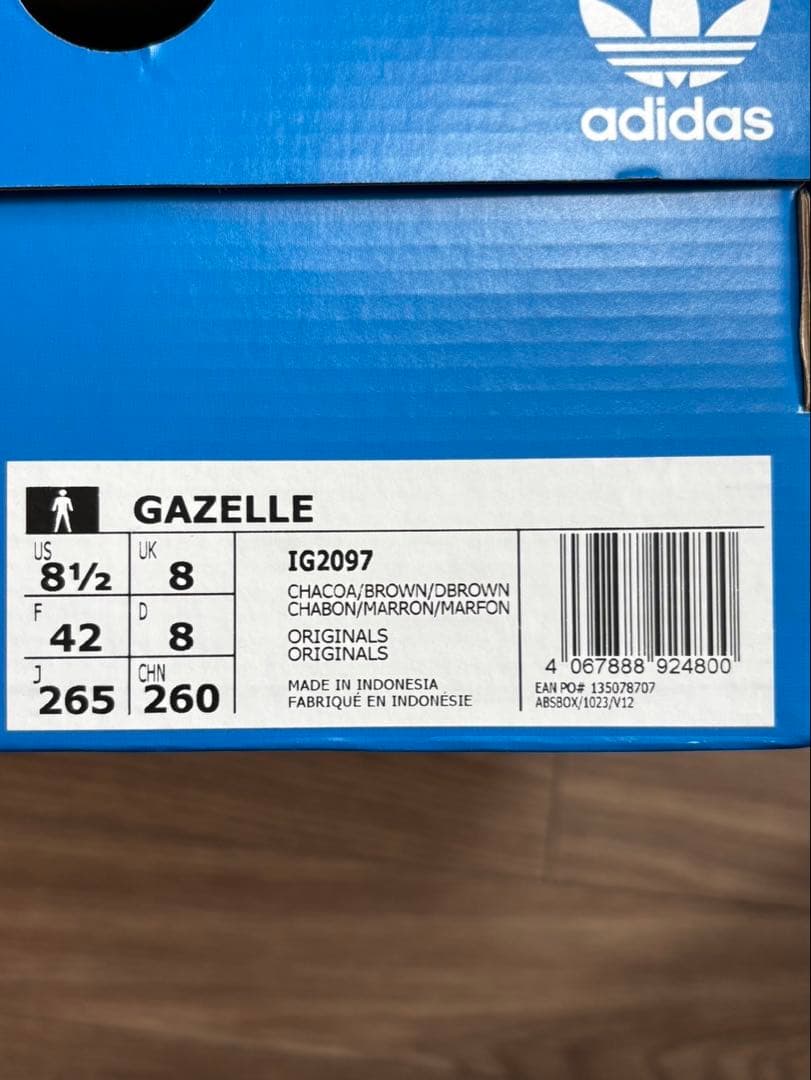 adidas
GAZELLE
US
8½
UK
8
F
42
D
8
J
265
CHN
260
IG2097
CHACOA/BROWN/DBROWN
CHABON/MARRON/MARFON
ORIGINALS
ORIGINALS
MADE IN INDONESIA
FABRIQUÉ EN INDONÉSIE
4 067888 924800
EAN PO# 135078707
ABSBOX/1023/V12